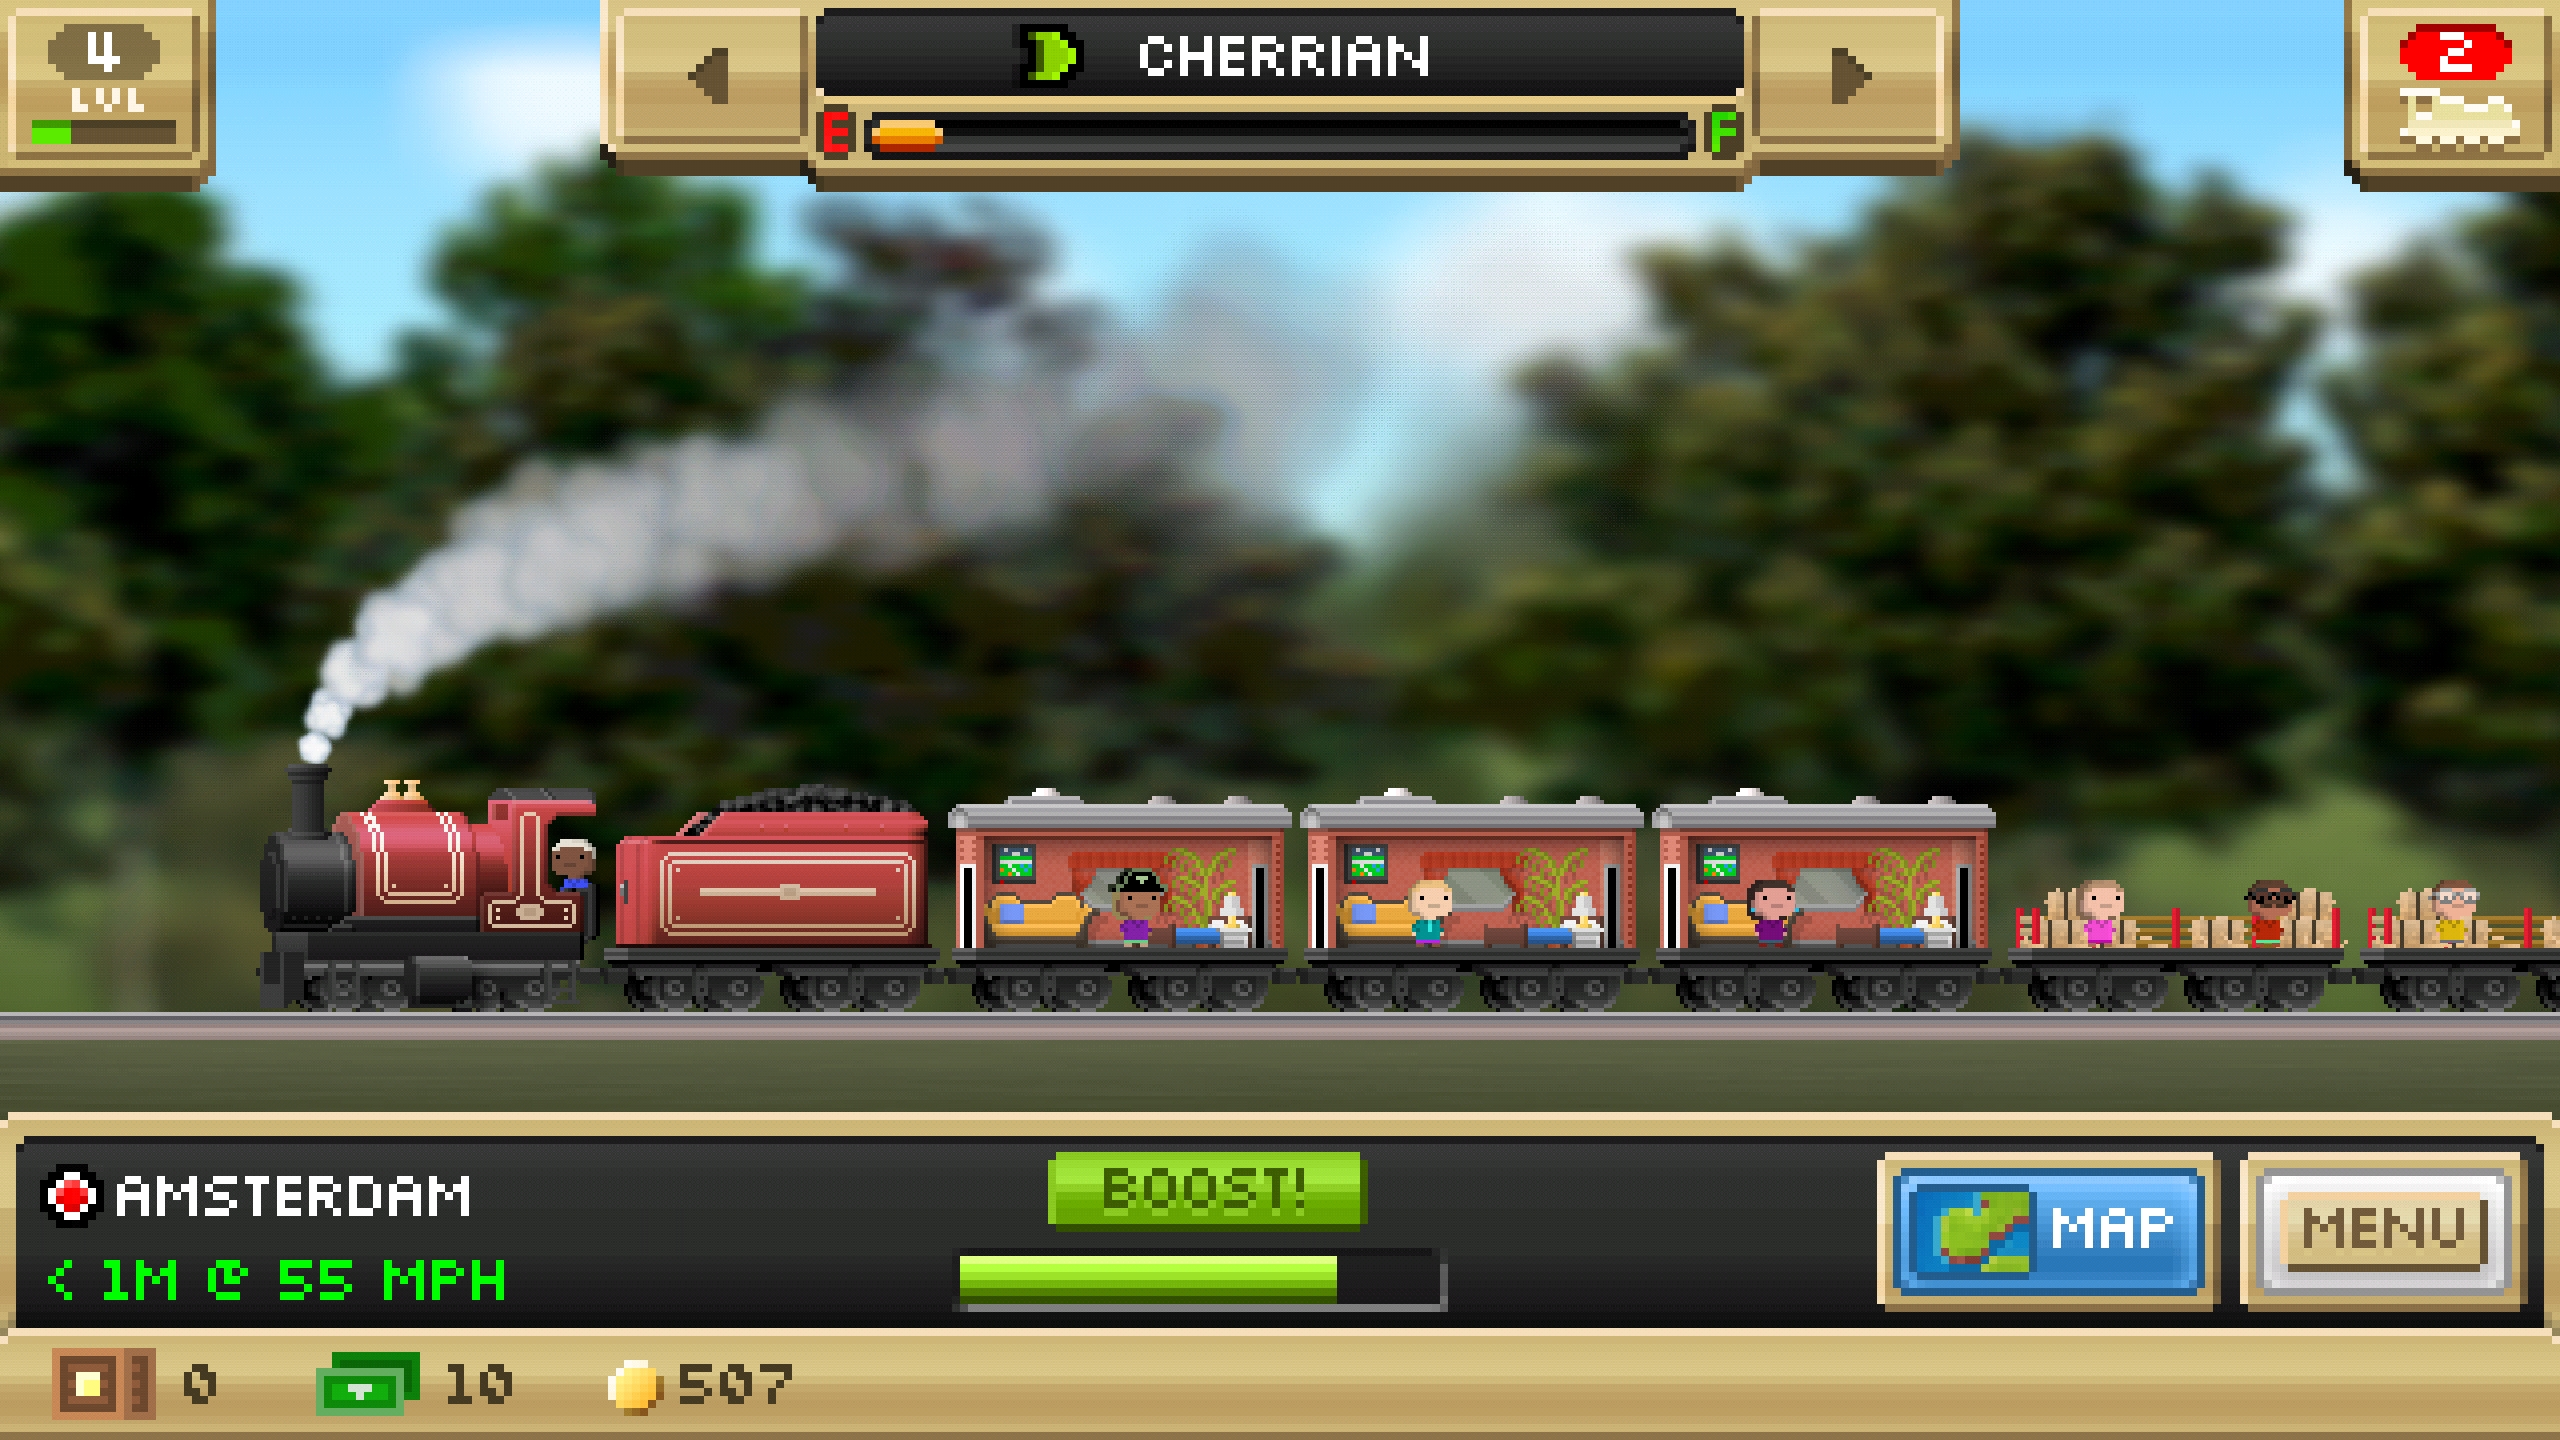 4
LVL
CHERRIAN
E F
2
AMSTERDAM
BOOST!
< 1M @ 55 MPH
MAP
MENU
0
10
507